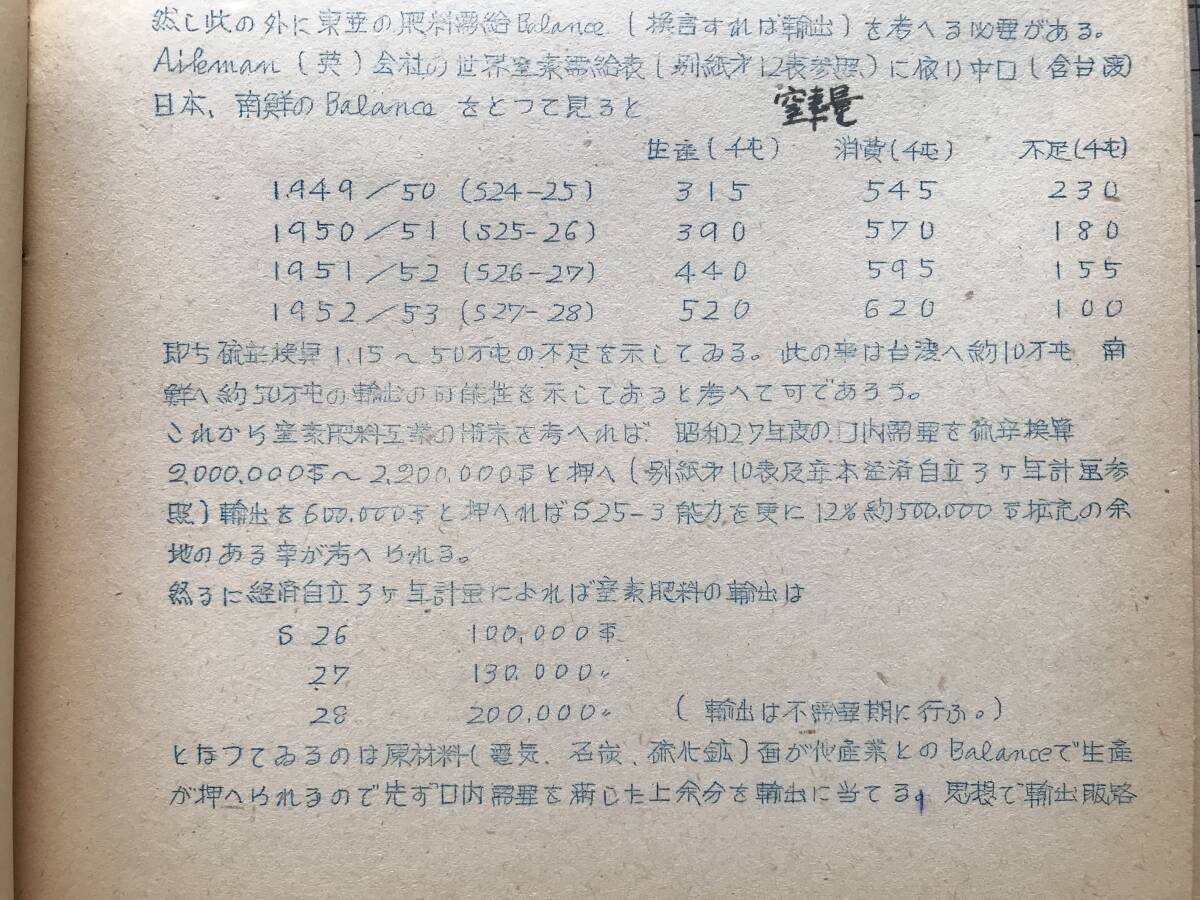 然し此の外に東亜の肥料需給Balance (換言すれば輸出) を考へる必要がある。
Aikman (英) 会社の世界窒素需給表 (別紙才12表参照) に依り中口 (含台湾)
日本, 南鮮のBalance をとつて見ると
窒素量
生産(千屯) 消費(千屯) 不足(千屯)
1949/50 (S24-25) 315 545 230
1950/51 (S25-26) 390 570 180
1951/52 (S26-27) 440 595 155
1952/53 (S27-28) 520 620 100
即ち硫安換算 1,15〜50万屯の不足を示してゐる。此の事は台湾へ約10万屯 南
鮮へ約50万屯の輸出の可能性を示しておると考へて可であろう。
これから窒素肥料工業の将来を考へれば 昭和27年度の口内需要を硫安換算
2,000,000T〜2,200,000Tと押へ (別紙才10表及日本経済自立3ヶ年計画参
照) 輸出を600,000Tと押へればS25-3能力を更に12%約500,000T拡充の余
地のある事が考へられる。
然るに経済自立3ヶ年計画によれば窒素肥料の輸出は
S 26 100,000T
27 130,000〃
28 200,000〃 (輸出は不需要期に行ふ。)
となつてゐるのは原材料(電気、石炭、硫化鉱)面が他産業とのBalanceで生産
が押へられるので先ず口内需要を満した上余分を輸出に当てる 思想で輸出販路